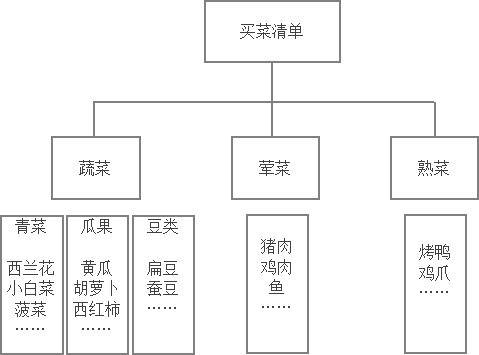 买菜清单
蔬菜
荤菜
熟菜
青菜
西兰花
小白菜
菠菜
……
瓜果
黄瓜
胡萝卜
西红柿
……
豆类
扁豆
蚕豆
……
猪肉
鸡肉
鱼
……
烤鸭
鸡爪
……